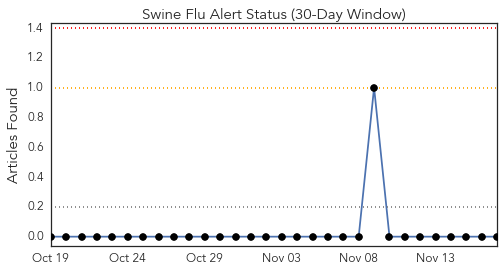 Swine Flu Alert Status (30-Day Window)
Articles Found
1.4
1.2
1.0
0.8
0.6
0.4
0.2
0.0
Oct 19 Oct 24 Oct 29 Nov 03 Nov 08 Nov 13